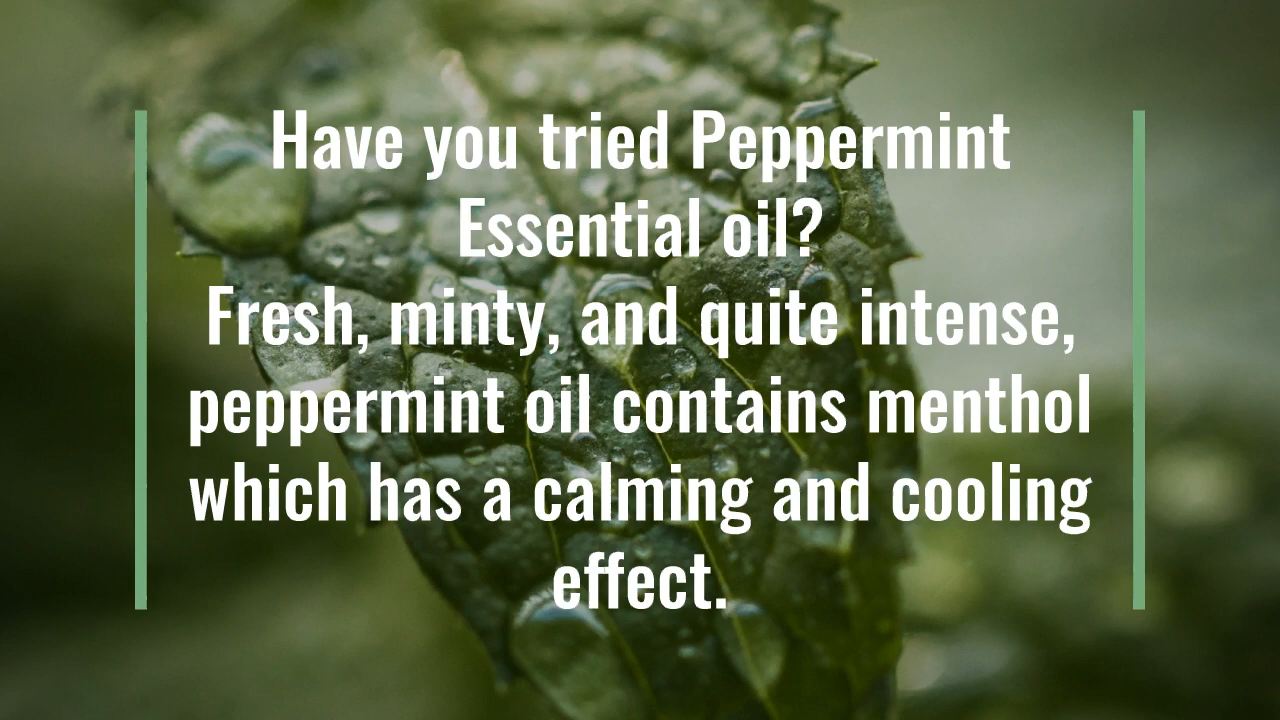 Have you tried Peppermint
Essential oil?
Fresh, minty, and quite intense,
peppermint oil contains menthol
which has a calming and cooling
effect.